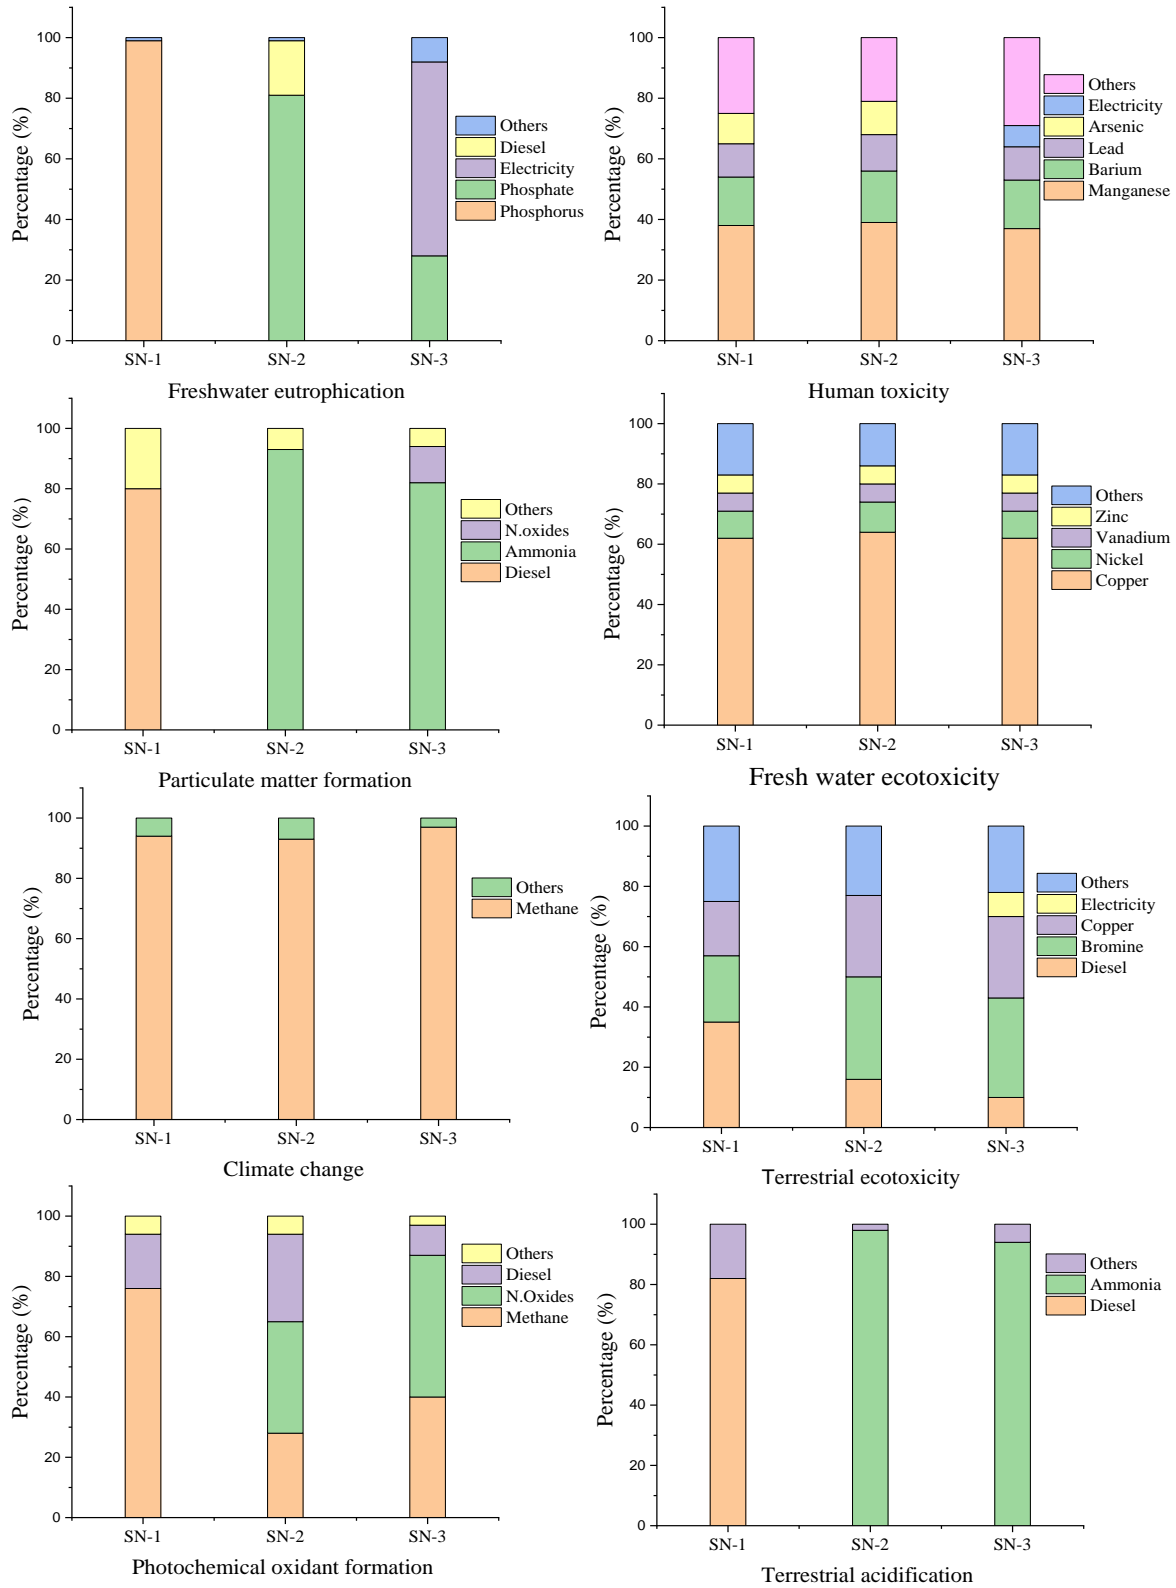 100
80
60
40
20
0
Percentage (%)
Others
Diesel
Electricity
Phosphate
Phosphorus
SN-1 SN-2 SN-3
Freshwater eutrophication
100
80
60
40
20
0
Percentage (%)
Others
Electricity
Arsenic
Lead
Barium
Manganese
SN-1 SN-2 SN-3
Human toxicity
100
80
60
40
20
0
Percentage (%)
Others
N.oxides
Ammonia
Diesel
SN-1 SN-2 SN-3
Particulate matter formation
100
80
60
40
20
0
Percentage (%)
Others
Zinc
Vanadium
Nickel
Copper
SN-1 SN-2 SN-3
Fresh water ecotoxicity
100
80
60
40
20
0
Percentage (%)
Others
Methane
SN-1 SN-2 SN-3
Climate change
100
80
60
40
20
0
Percentage (%)
Others
Electricity
Copper
Bromine
Diesel
SN-1 SN-2 SN-3
Terrestrial ecotoxicity
100
80
60
40
20
0
Percentage (%)
Others
Diesel
N.Oxides
Methane
SN-1 SN-2 SN-3
Photochemical oxidant formation
100
80
60
40
20
0
Percentage (%)
Others
Ammonia
Diesel
SN-1 SN-2 SN-3
Terrestrial acidification